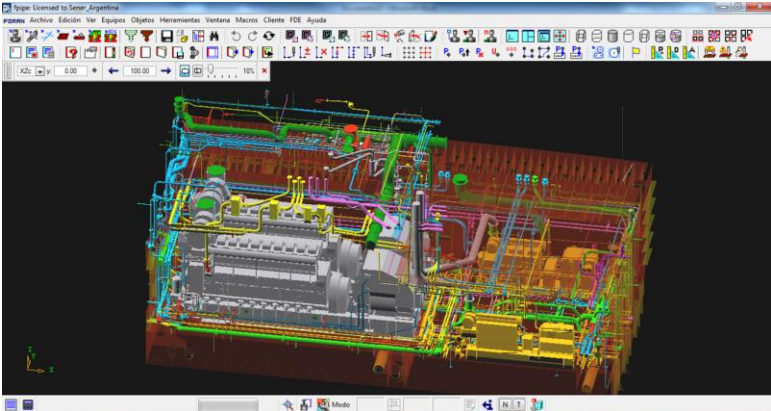 fpipe: Licensed to Sener_Argentina
FORAN Archivo Edición Ver Equipos Objetos Herramientas Ventana Macros Cliente FDE Ayuda
XZc y 0.00 100.00 10%
Z
Y
X
Modo N T